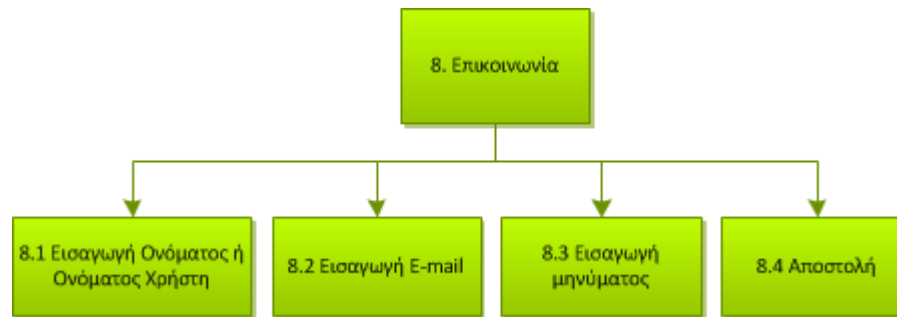 8. Επικοινωνία
8.1 Εισαγωγή Ονόματος ή
Ονόματος Χρήστη
8.2 Εισαγωγή E-mail
8.3 Εισαγωγή
μηνύματος
8.4 Αποστολή